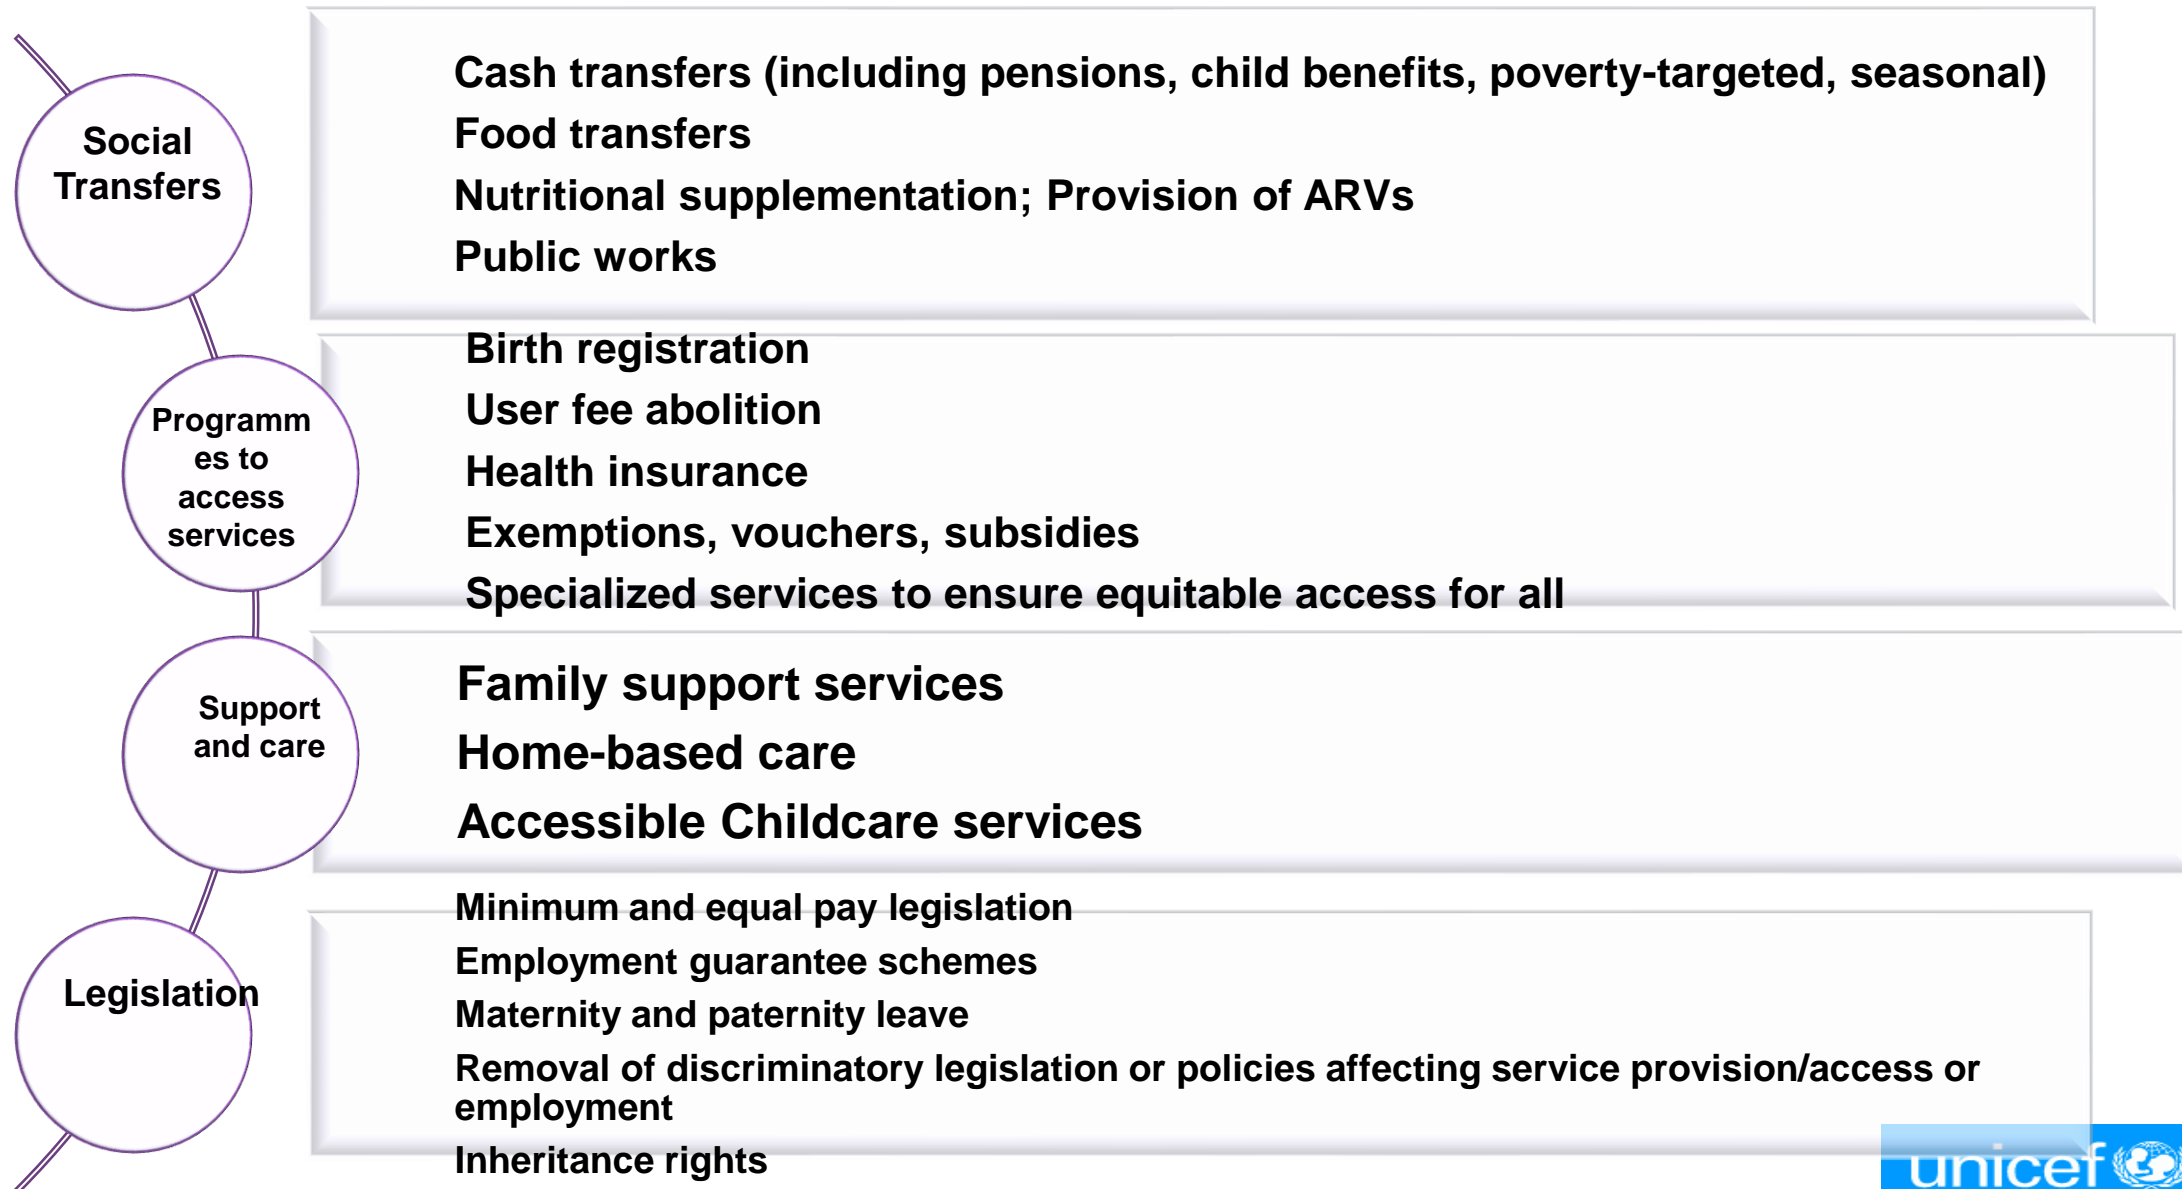 Social
Transfers
Cash transfers (including pensions, child benefits, poverty-targeted, seasonal)
Food transfers
Nutritional supplementation; Provision of ARVs
Public works
Programm
es to
access
services
Birth registration
User fee abolition
Health insurance
Exemptions, vouchers, subsidies
Specialized services to ensure equitable access for all
Support
and care
Family support services
Home-based care
Accessible Childcare services
Legislation
Minimum and equal pay legislation
Employment guarantee schemes
Maternity and paternity leave
Removal of discriminatory legislation or policies affecting service provision/access or
employment
Inheritance rights
unicef